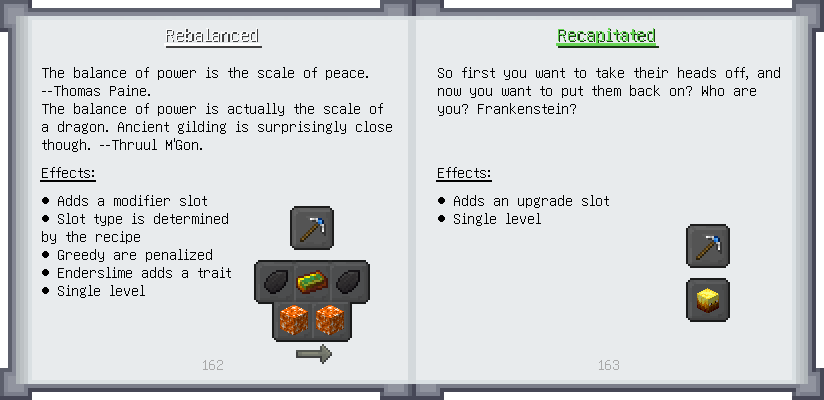 Rebalanced
The balance of power is the scale of peace.
--Thomas Paine.
The balance of power is actually the scale of
a dragon. Ancient gilding is surprisingly close
though. --Thruul M'Gon.
Effects:
● Adds a modifier slot
● Slot type is determined
by the recipe
● Greedy are penalized
● Enderslime adds a trait
● Single level
162
Recapitated
So first you want to take their heads off, and
now you want to put them back on? Who are
you? Frankenstein?
Effects:
● Adds an upgrade slot
● Single level
163